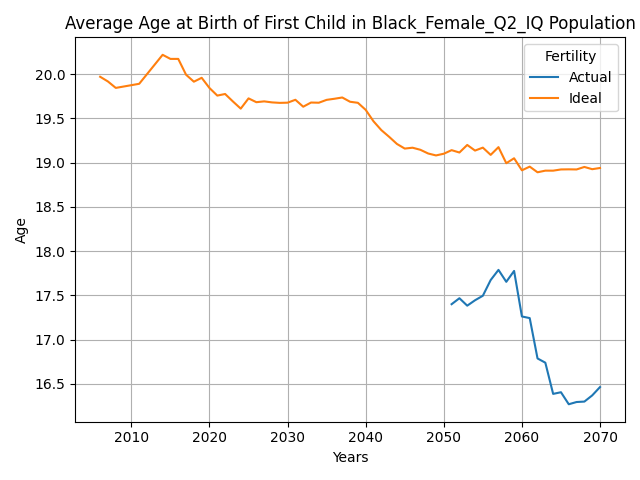 Average Age at Birth of First Child in Black_Female_Q2_IQ Population
Fertility
Actual
Ideal
20.0
19.5
19.0
18.5
18.0
17.5
17.0
16.5
Age
2010 2020 2030 2040 2050 2060 2070
Years